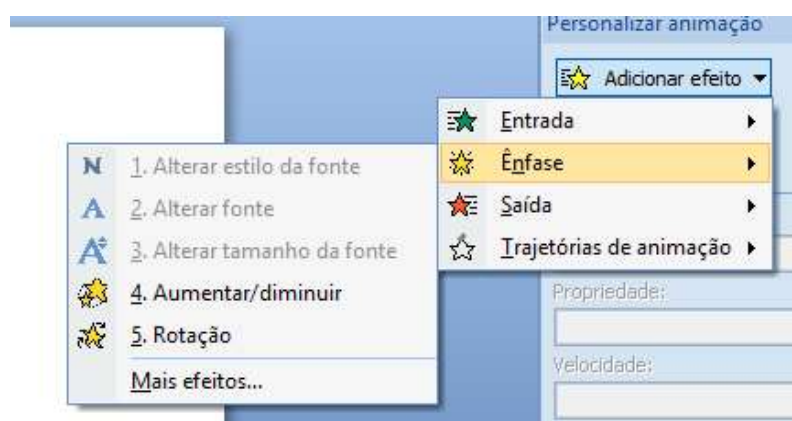 Personalizar animação
Adicionar efeito
Entrada
Ênfase
Saída
Trajetórias de animação
1. Alterar estilo da fonte
2. Alterar fonte
3. Alterar tamanho da fonte
4. Aumentar/diminuir
5. Rotação
Mais efeitos...
Propriedade:
Velocidade: